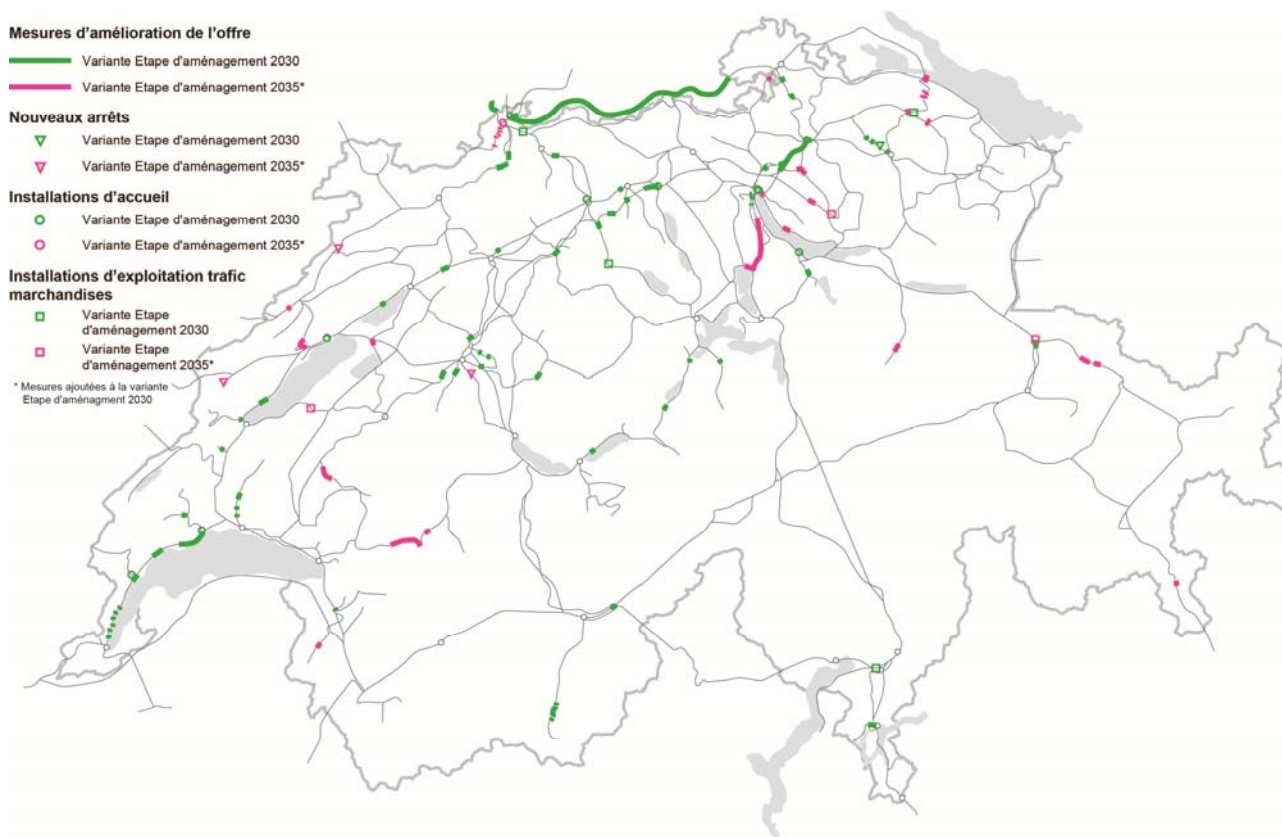 Mesures d'amélioration de l'offre
Variante Etape d'aménagement 2030
Variante Etape d'aménagement 2035*
Nouveaux arrêts
Variante Etape d'aménagement 2030
Variante Etape d'aménagement 2035*
Installations d'accueil
Variante Etape d'aménagement 2030
Variante Etape d'aménagement 2035*
Installations d'exploitation trafic
marchandises
Variante Etape
d'aménagement 2030
Variante Etape
d'aménagement 2035*
* Mesures ajoutées à la variante
Etape d'aménagment 2030